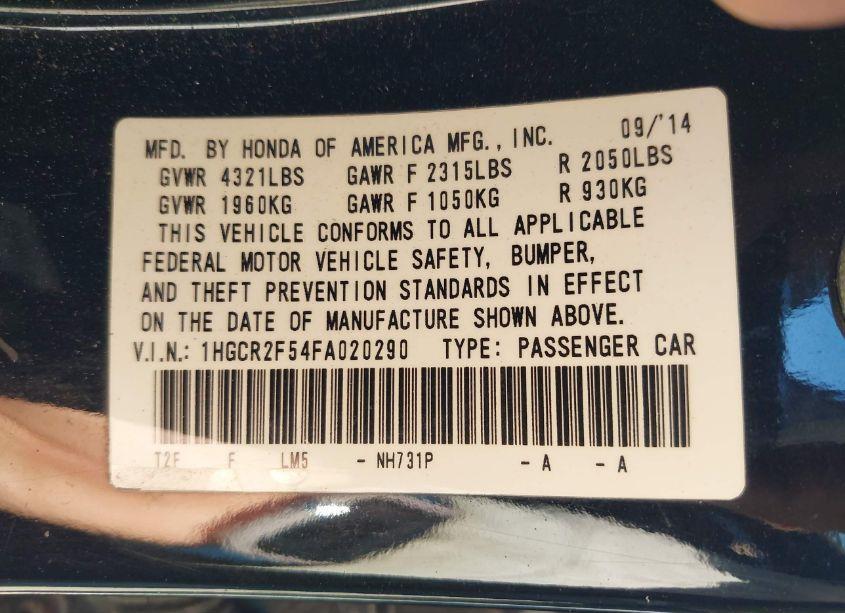 MFD. BY HONDA OF AMERICA MFG., INC. 09/'14
GVWR 4321LBS GAWR F 2315LBS R 2050LBS
GVWR 1960KG GAWR F 1050KG R 930KG
THIS VEHICLE CONFORMS TO ALL APPLICABLE
FEDERAL MOTOR VEHICLE SAFETY, BUMPER,
AND THEFT PREVENTION STANDARDS IN EFFECT
ON THE DATE OF MANUFACTURE SHOWN ABOVE.
V.I.N.: 1HGCR2F54FA020290 TYPE: PASSENGER CAR
T2F F LM5 - NH731P - A - A